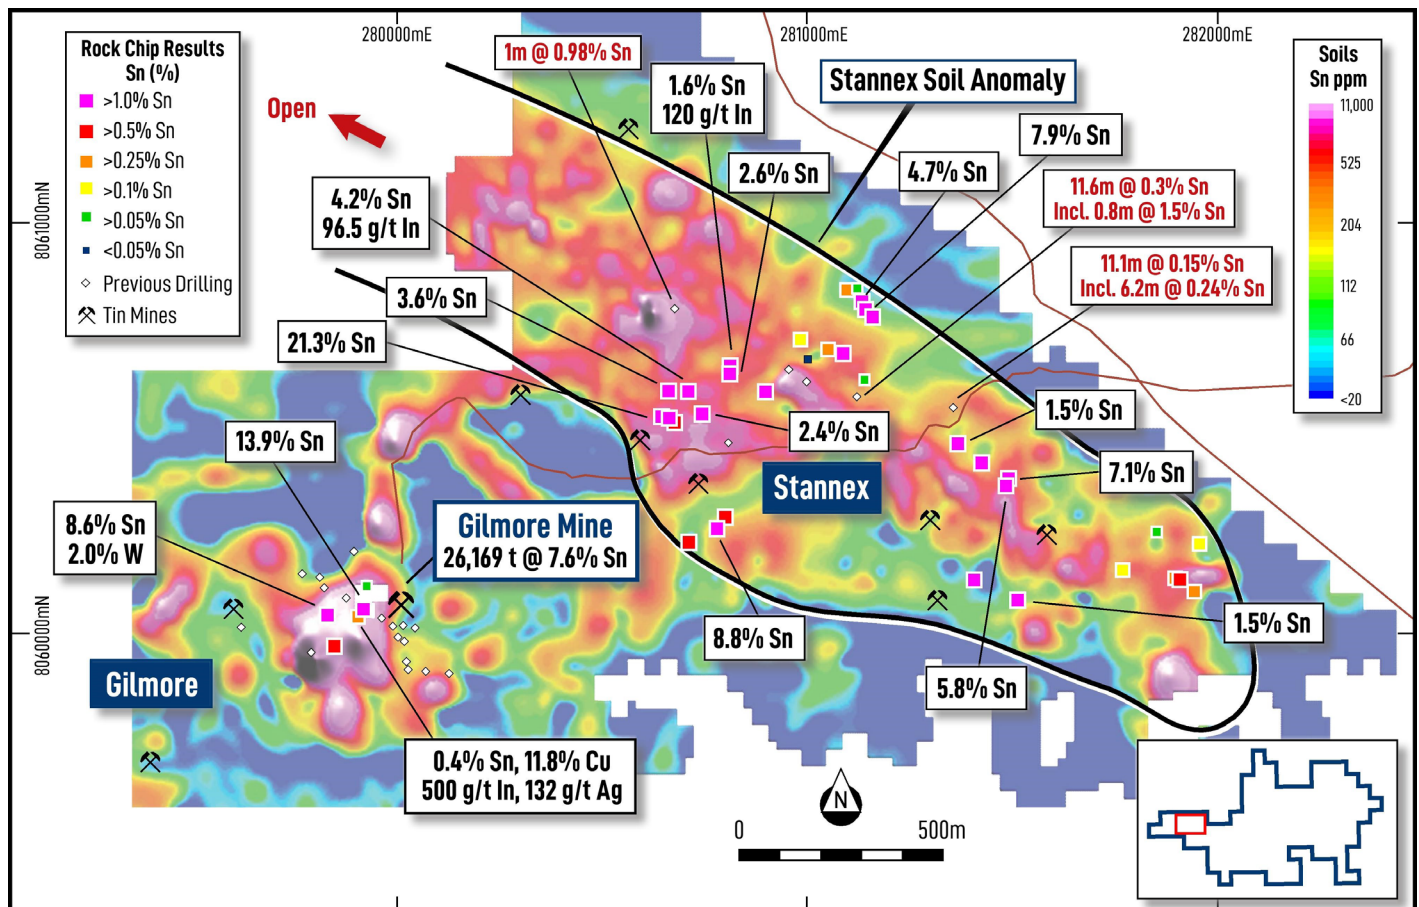 280000mE
281000mE
282000mE
Rock Chip Results
Sn (%)
>1.0% Sn
>0.5% Sn
>0.25% Sn
>0.1% Sn
>0.05% Sn
<0.05% Sn
Previous Drilling
Tin Mines
Open
1m @ 0.98% Sn
1.6% Sn
120 g/t In
Stannex Soil Anomaly
Soils
Sn ppm
11,000
525
204
112
66
<20
7.9% Sn
4.7% Sn
2.6% Sn
4.2% Sn
96.5 g/t In
11.6m @ 0.3% Sn
Incl. 0.8m @ 1.5% Sn
11.1m @ 0.15% Sn
Incl. 6.2m @ 0.24% Sn
8061000mN
3.6% Sn
21.3% Sn
13.9% Sn
2.4% Sn
1.5% Sn
7.1% Sn
Stannex
8.6% Sn
2.0% W
Gilmore Mine
26,169 t @ 7.6% Sn
8060000mN
8.8% Sn
1.5% Sn
5.8% Sn
Gilmore
0.4% Sn, 11.8% Cu
500 g/t In, 132 g/t Ag
N
0
500m